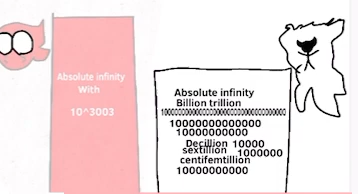 Absolute infinity
With
10^3003
Absolute infinity
Billion trillion
10000000000000
10000000000
Decillion 10000
sextillion 1000000
centifemtillion
10000000000